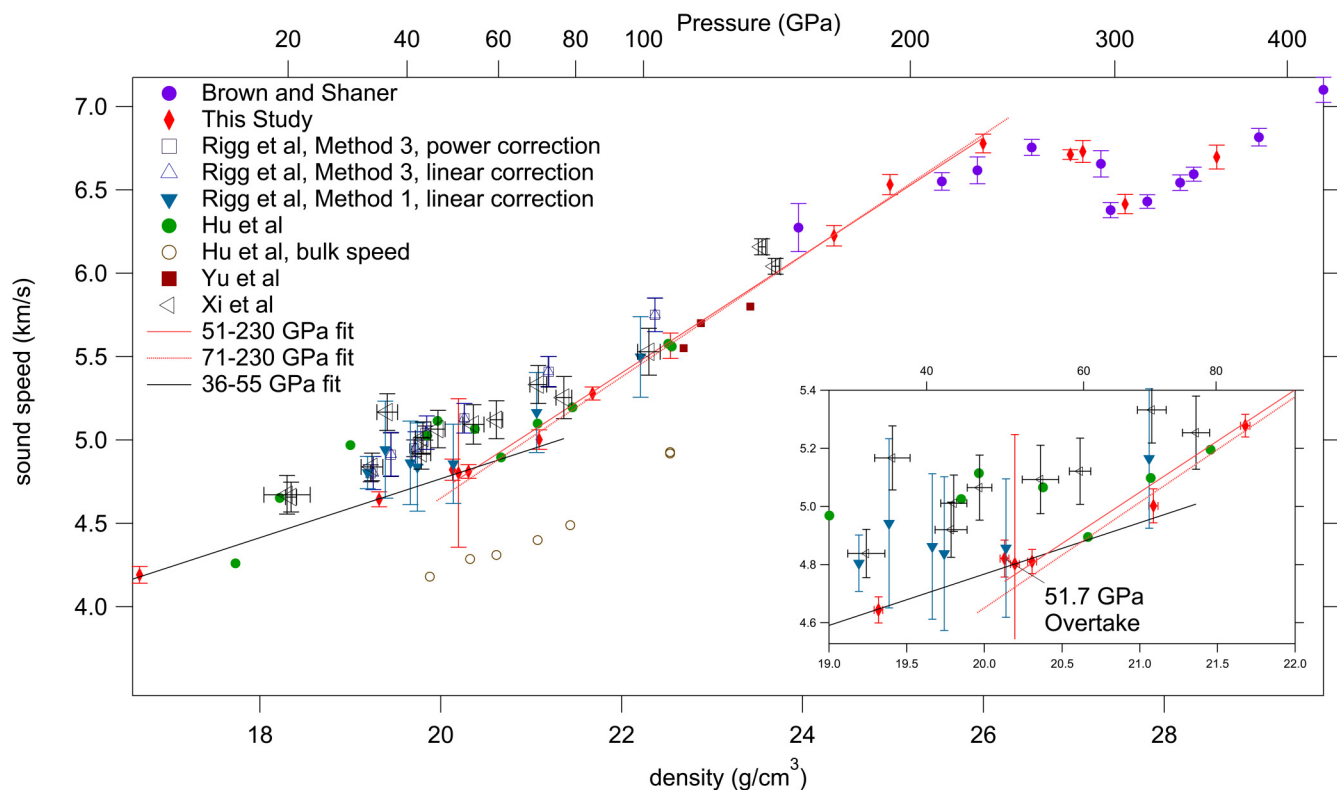 Pressure (GPa)
20 40 60 80 100 200 300 400
7.0
6.5
6.0
5.5
5.0
4.5
4.0
sound speed (km/s)
Brown and Shaner
This Study
Rigg et al, Method 3, power correction
Rigg et al, Method 3, linear correction
Rigg et al, Method 1, linear correction
Hu et al
Hu et al, bulk speed
Yu et al
Xi et al
51-230 GPa fit
71-230 GPa fit
36-55 GPa fit
40 60 80
5.4
5.2
5.0
4.8
4.6
51.7 GPa
Overtake
19.0 19.5 20.0 20.5 21.0 21.5 22.0
18 20 22 24 26 28
density (g/cm³)